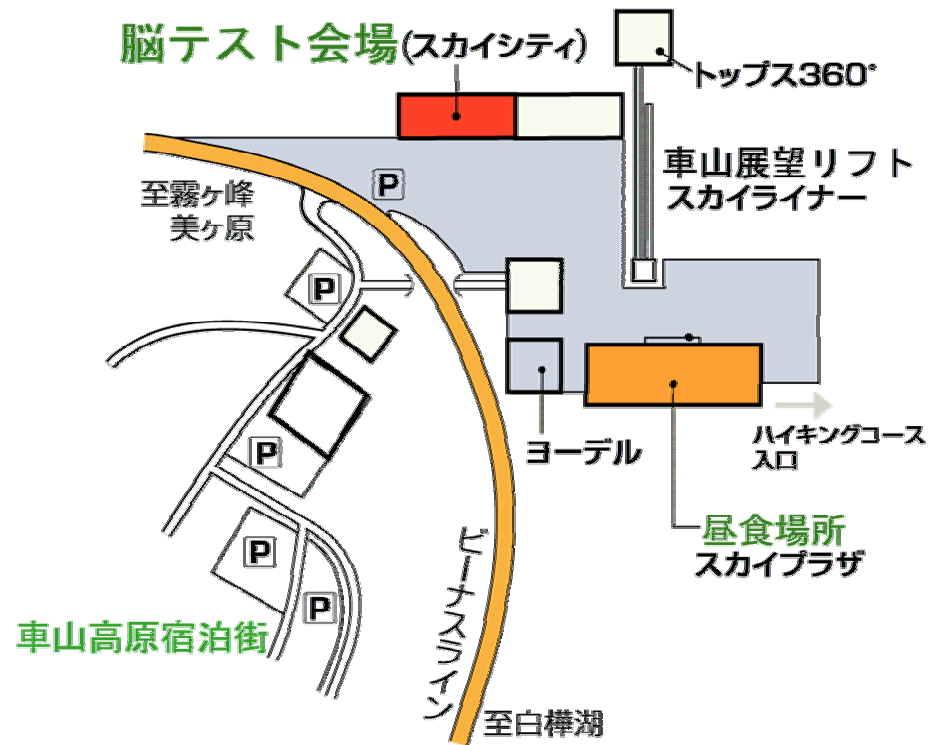 脳テスト会場(スカイシティ)
トップス360°
車山展望リフト
スカイライナー
P
至霧ヶ峰
美ヶ原
P
ヨーデル
ハイキングコース
入口
P
昼食場所
スカイプラザ
P
P
ビーナスライン
車山高原宿泊街
至白樺湖